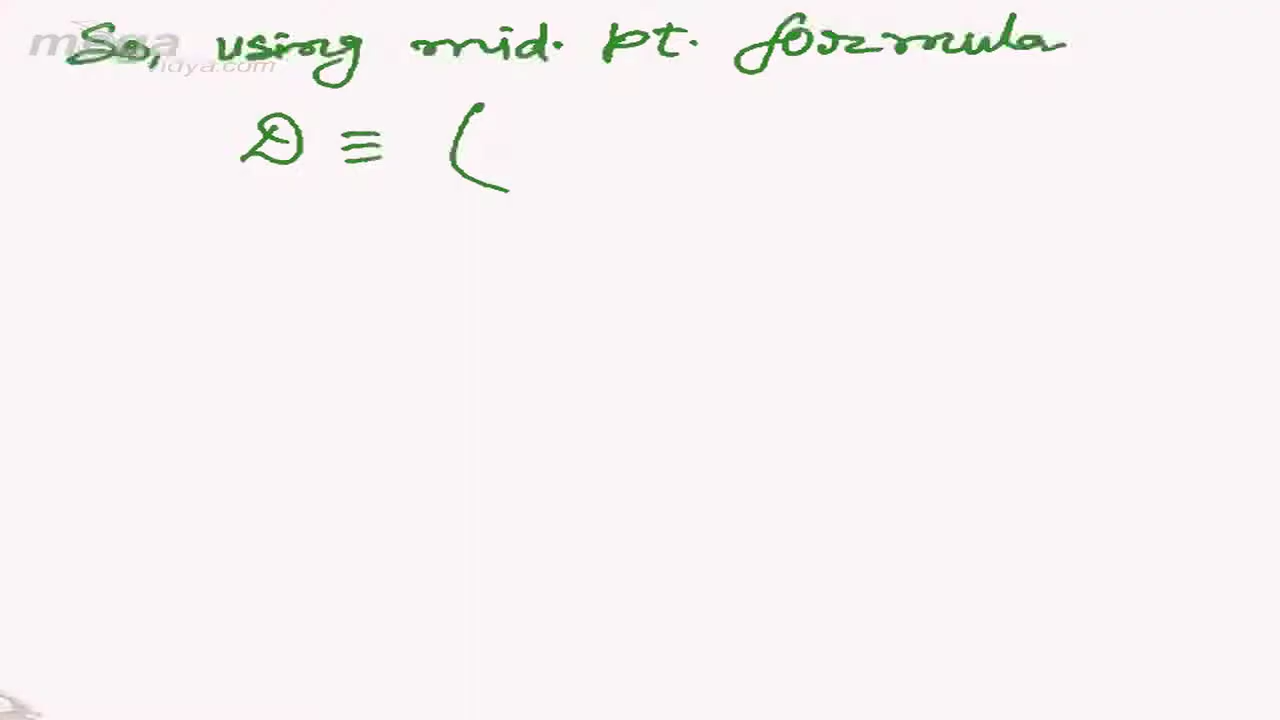 So, using mid. pt. formula
D ≡ (